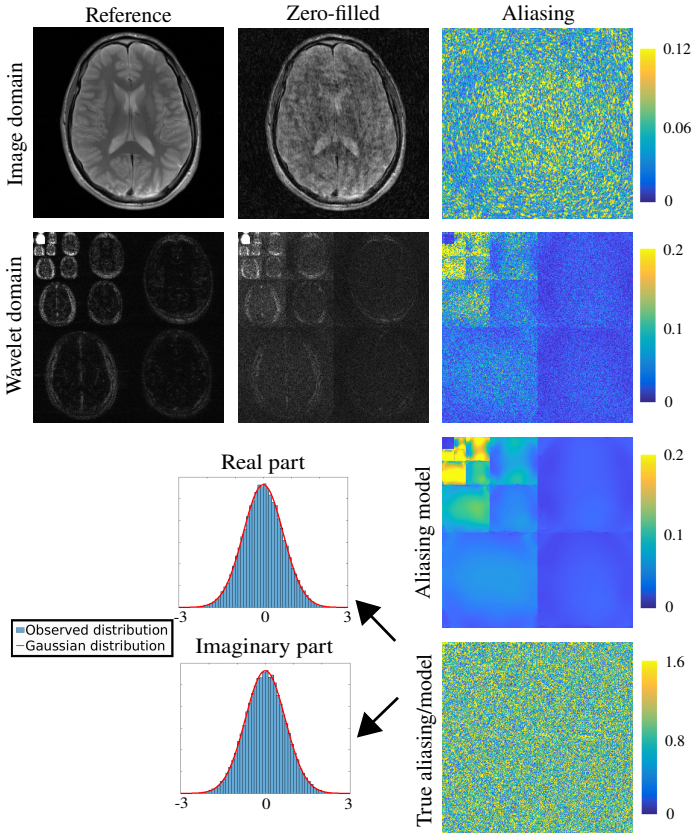 Reference
Zero-filled
Aliasing
Image domain
0.12
0.06
0
Wavelet domain
0.2
0.1
0
Real part
-3
0
3
Aliasing model
0.2
0.1
0
Observed distribution
Gaussian distribution
Imaginary part
-3
0
3
True aliasing/model
1.6
0.8
0